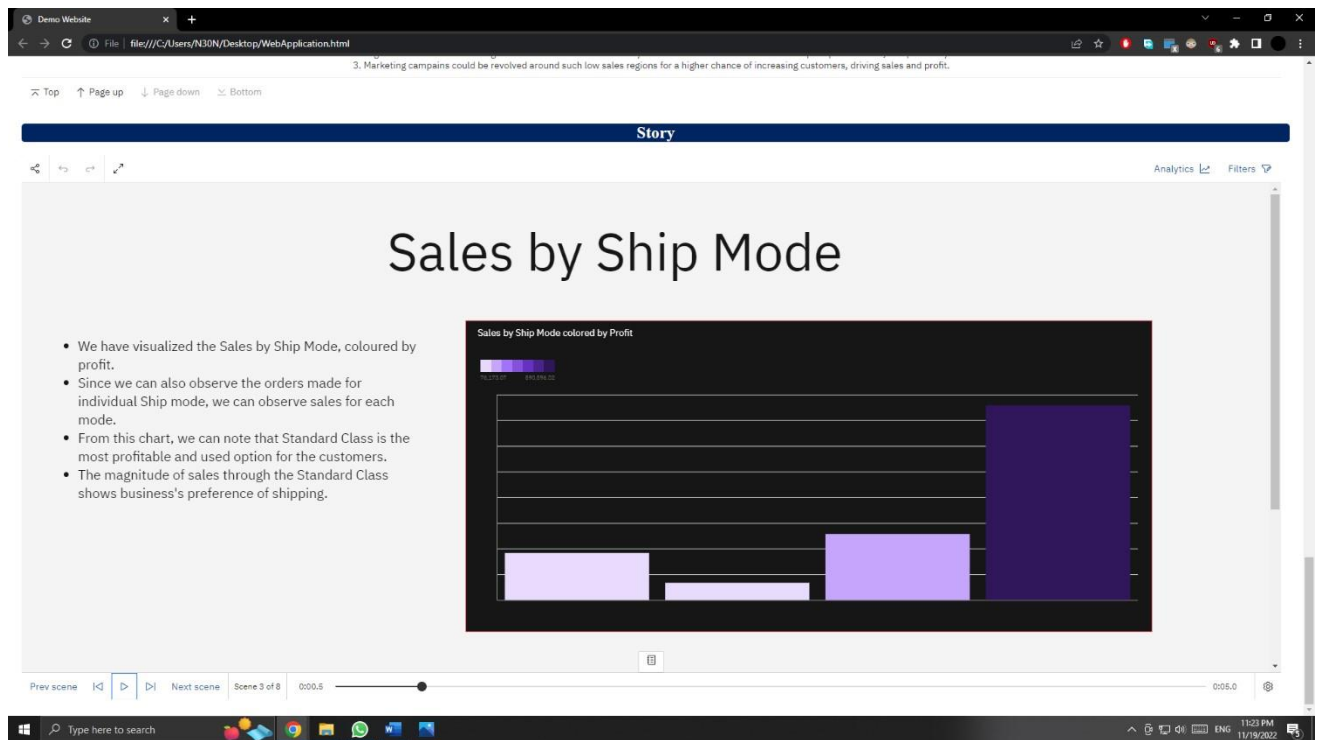 Demo Website
File | file:///C:/Users/N30N/Desktop/WebApplication.html
3. Marketing campains could be revolved around such low sales regions for a higher chance of increasing customers, driving sales and profit.
Top Page up Page down Bottom
Story
Analytics Filters
Sales by Ship Mode
• We have visualized the Sales by Ship Mode, coloured by
profit.
• Since we can also observe the orders made for
individual Ship mode, we can observe sales for each
mode.
• From this chart, we can note that Standard Class is the
most profitable and used option for the customers.
• The magnitude of sales through the Standard Class
shows business's preference of shipping.
Sales by Ship Mode colored by Profit
Prev scene Next scene Scene 3 of 8 0:00.5 0:05.0
Type here to search
ENG
11:23 PM
11/19/2022